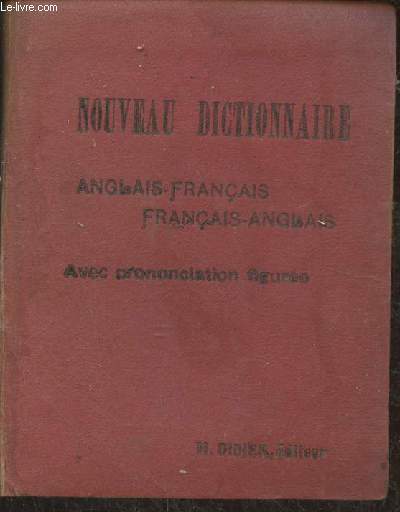 Le-livre.com
NOUVEAU DICTIONNAIRE
ANGLAIS-FRANÇAIS
FRANÇAIS-ANGLAIS
Avec prononciation figurée
H. DIDIER, Éditeur